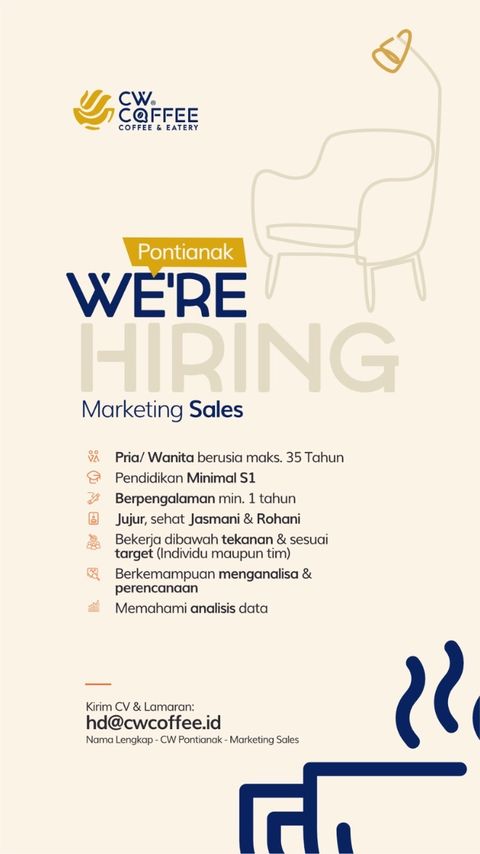 CW
COFFEE
COFFEE & EATERY
Pontianak
WE'RE
HIRING
Marketing Sales
Pria/ Wanita berusia maks. 35 Tahun
Pendidikan Minimal S1
Berpengalaman min. 1 tahun
Jujur, sehat Jasmani & Rohani
Bekerja dibawah tekanan & sesuai
target (Individu maupun tim)
Berkemampuan menganalisa &
perencanaan
Memahami analisis data
Kirim CV & Lamaran:
hd@cwcoffee.id
Nama Lengkap - CW Pontianak - Marketing Sales